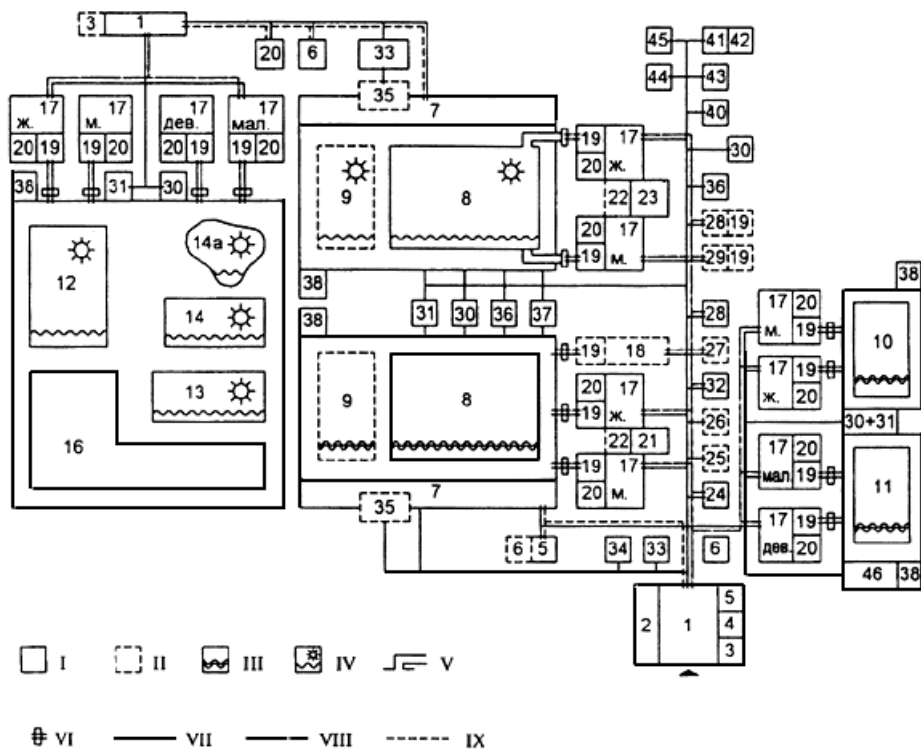 3 1
20 6 33
45 41 42
44 43
40
30
36
28 19
29 19
35
7
17 ж. 20 19
17 м. 19 20
17 дев. 20 19
17 мал. 19 20
38 31 30
12
14а
14
13
16
9 8
38
19 17 ж. 20
22 23
20 17 м. 19
31 30 36 37
38
9 8
7
35
19 18 27
28
32
26
25
24
20 17 ж. 19
22 21
19 17 м. 20
38
17 20 м. 19
10
17 19 ж. 20
30+31
17 20 мал. 19
11
17 19 дев. 20
46 38
6 5
34 33 6
2 1 5
4
3
I II III IV V
VI VII VIII IX